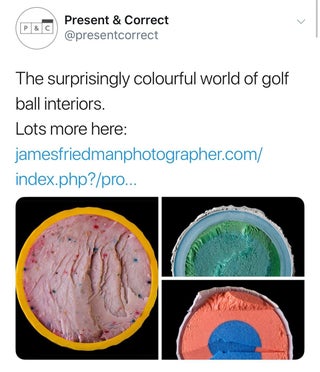 P & C
Present & Correct
@presentcorrect
The surprisingly colourful world of golf
ball interiors.
Lots more here:
jamesfriedmanphotographer.com/
index.php?/pro...